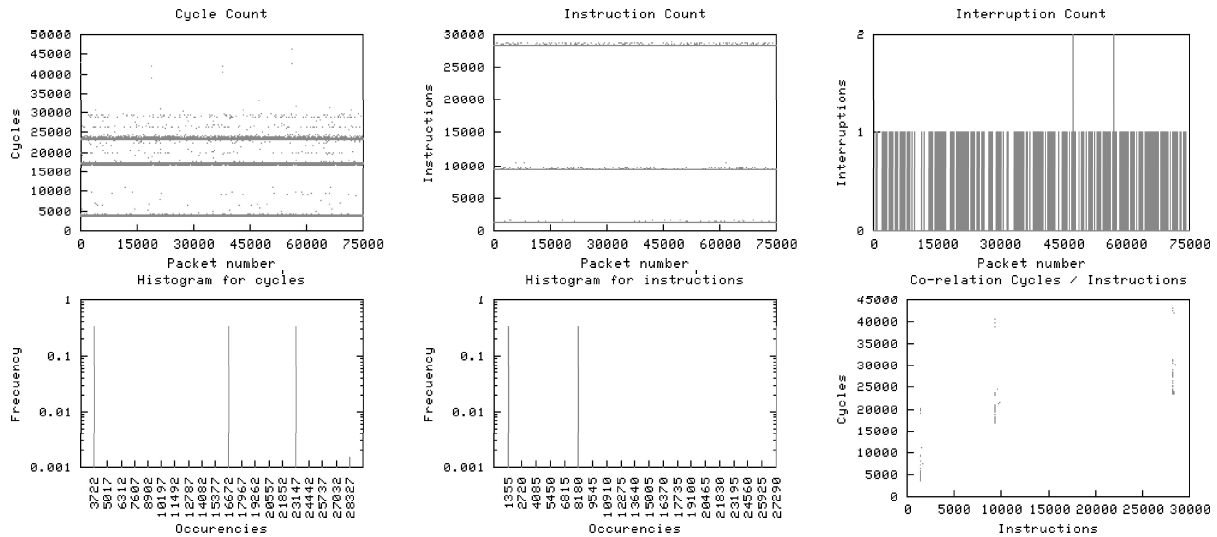 Cycle Count
50000
45000
40000
35000
30000
25000
20000
15000
10000
5000
0
Cycles
0 15000 30000 45000 60000 75000
Packet number
Instruction Count
30000
25000
20000
15000
10000
5000
0
Instructions
0 15000 30000 45000 60000 75000
Packet number
Interruption Count
2
1
0
Interruptions
0 15000 30000 45000 60000 75000
Packet number
Histogram for cycles
1
0.1
0.01
0.001
Frecuency
3722 5017 6312 7607 8902 10197 11492 12787 14082 15377 16672 17967 19262 20557 21852 23147 24442 25737 27032 28327
Occurencies
Histogram for instructions
1
0.1
0.01
0.001
Frecuency
1355 2720 4085 5450 6815 8180 9545 10910 12275 13640 15005 16370 17735 19100 20465 21830 23195 24560 25925 27290
Occurencies
Co-relation Cycles / Instructions
45000
40000
35000
30000
25000
20000
15000
10000
5000
0
Cycles
0 5000 10000 15000 20000 25000 30000
Instructions